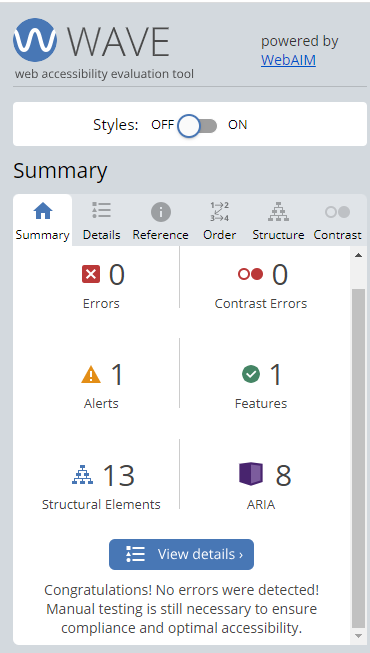 WAVE
web accessibility evaluation tool
powered by
WebAIM
Styles: OFF ON
Summary
Summary Details Reference Order Structure Contrast
0 0
Errors Contrast Errors
1 1
Alerts Features
13 8
Structural Elements ARIA
View details ›
Congratulations! No errors were detected!
Manual testing is still necessary to ensure
compliance and optimal accessibility.